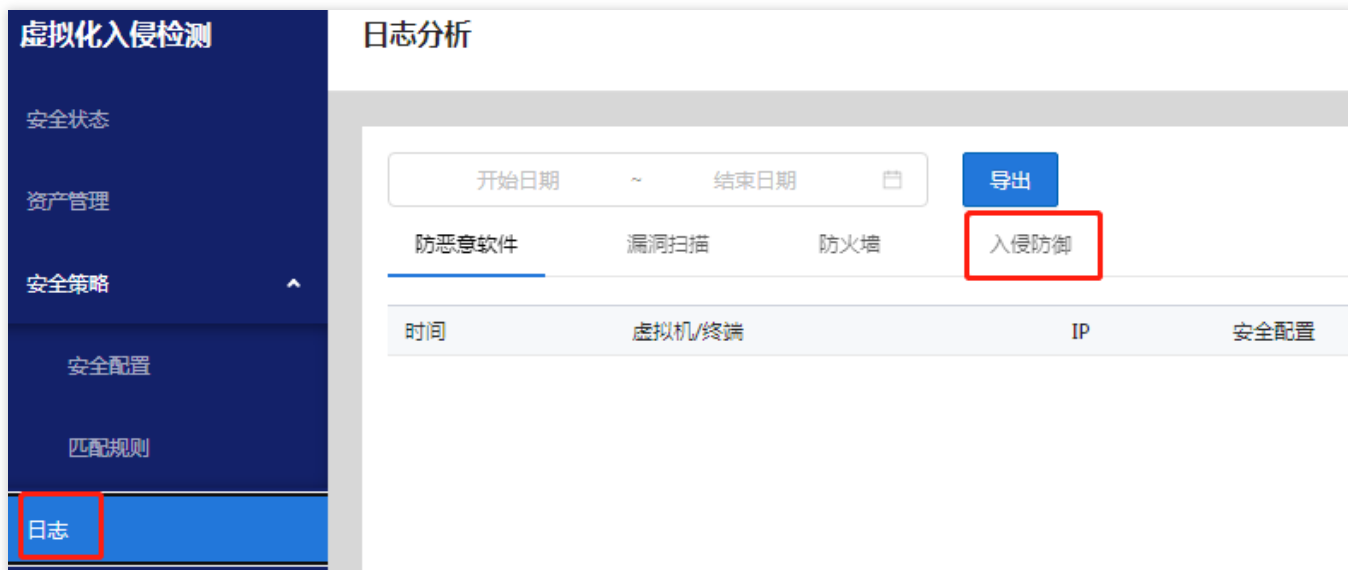 虚拟化入侵检测
安全状态
资产管理
安全策略
安全配置
匹配规则
日志
日志分析
开始日期 ~ 结束日期 导出
防恶意软件 漏洞扫描 防火墙 入侵防御
时间 虚拟机/终端 IP 安全配置